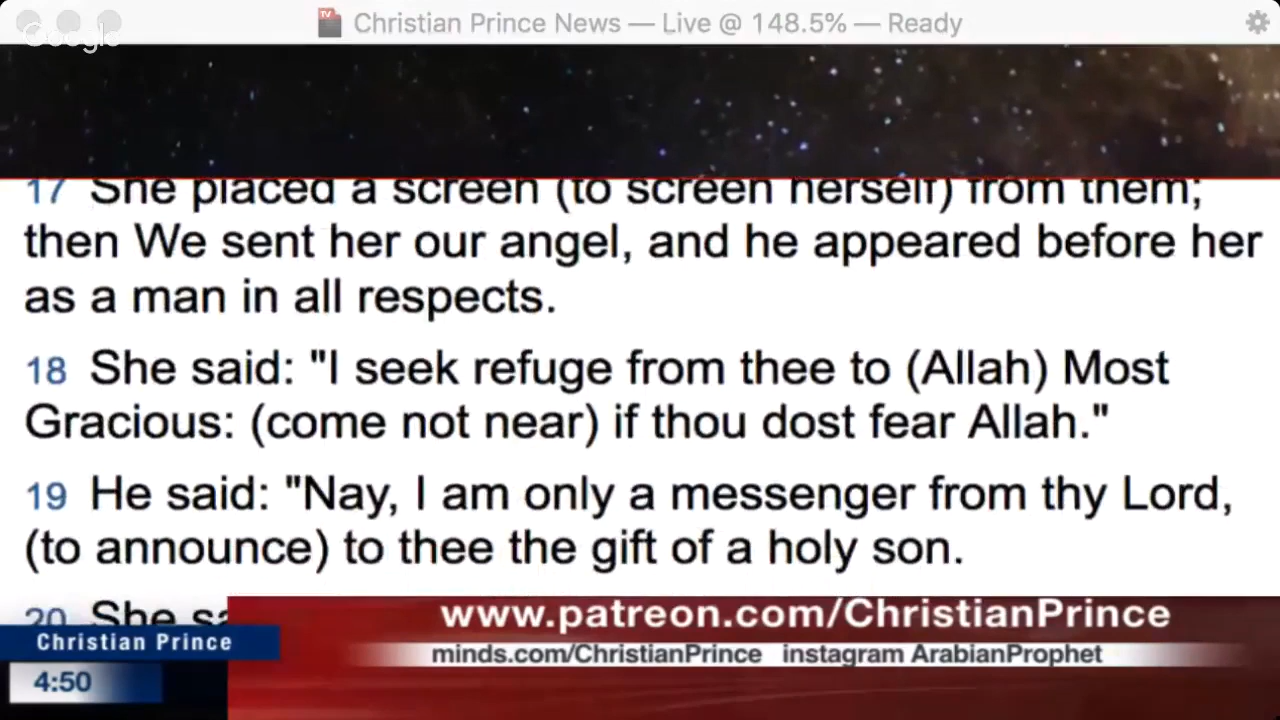 Christian Prince News — Live @ 148.5% — Ready
Google
17 She placed a screen (to screen herself) from them;
then We sent her our angel, and he appeared before her
as a man in all respects.
18 She said: "I seek refuge from thee to (Allah) Most
Gracious: (come not near) if thou dost fear Allah."
19 He said: "Nay, I am only a messenger from thy Lord,
(to announce) to thee the gift of a holy son.
20 She
www.patreon.com/ChristianPrince
Christian Prince
minds.com/ChristianPrince instagram ArabianProphet
4:50